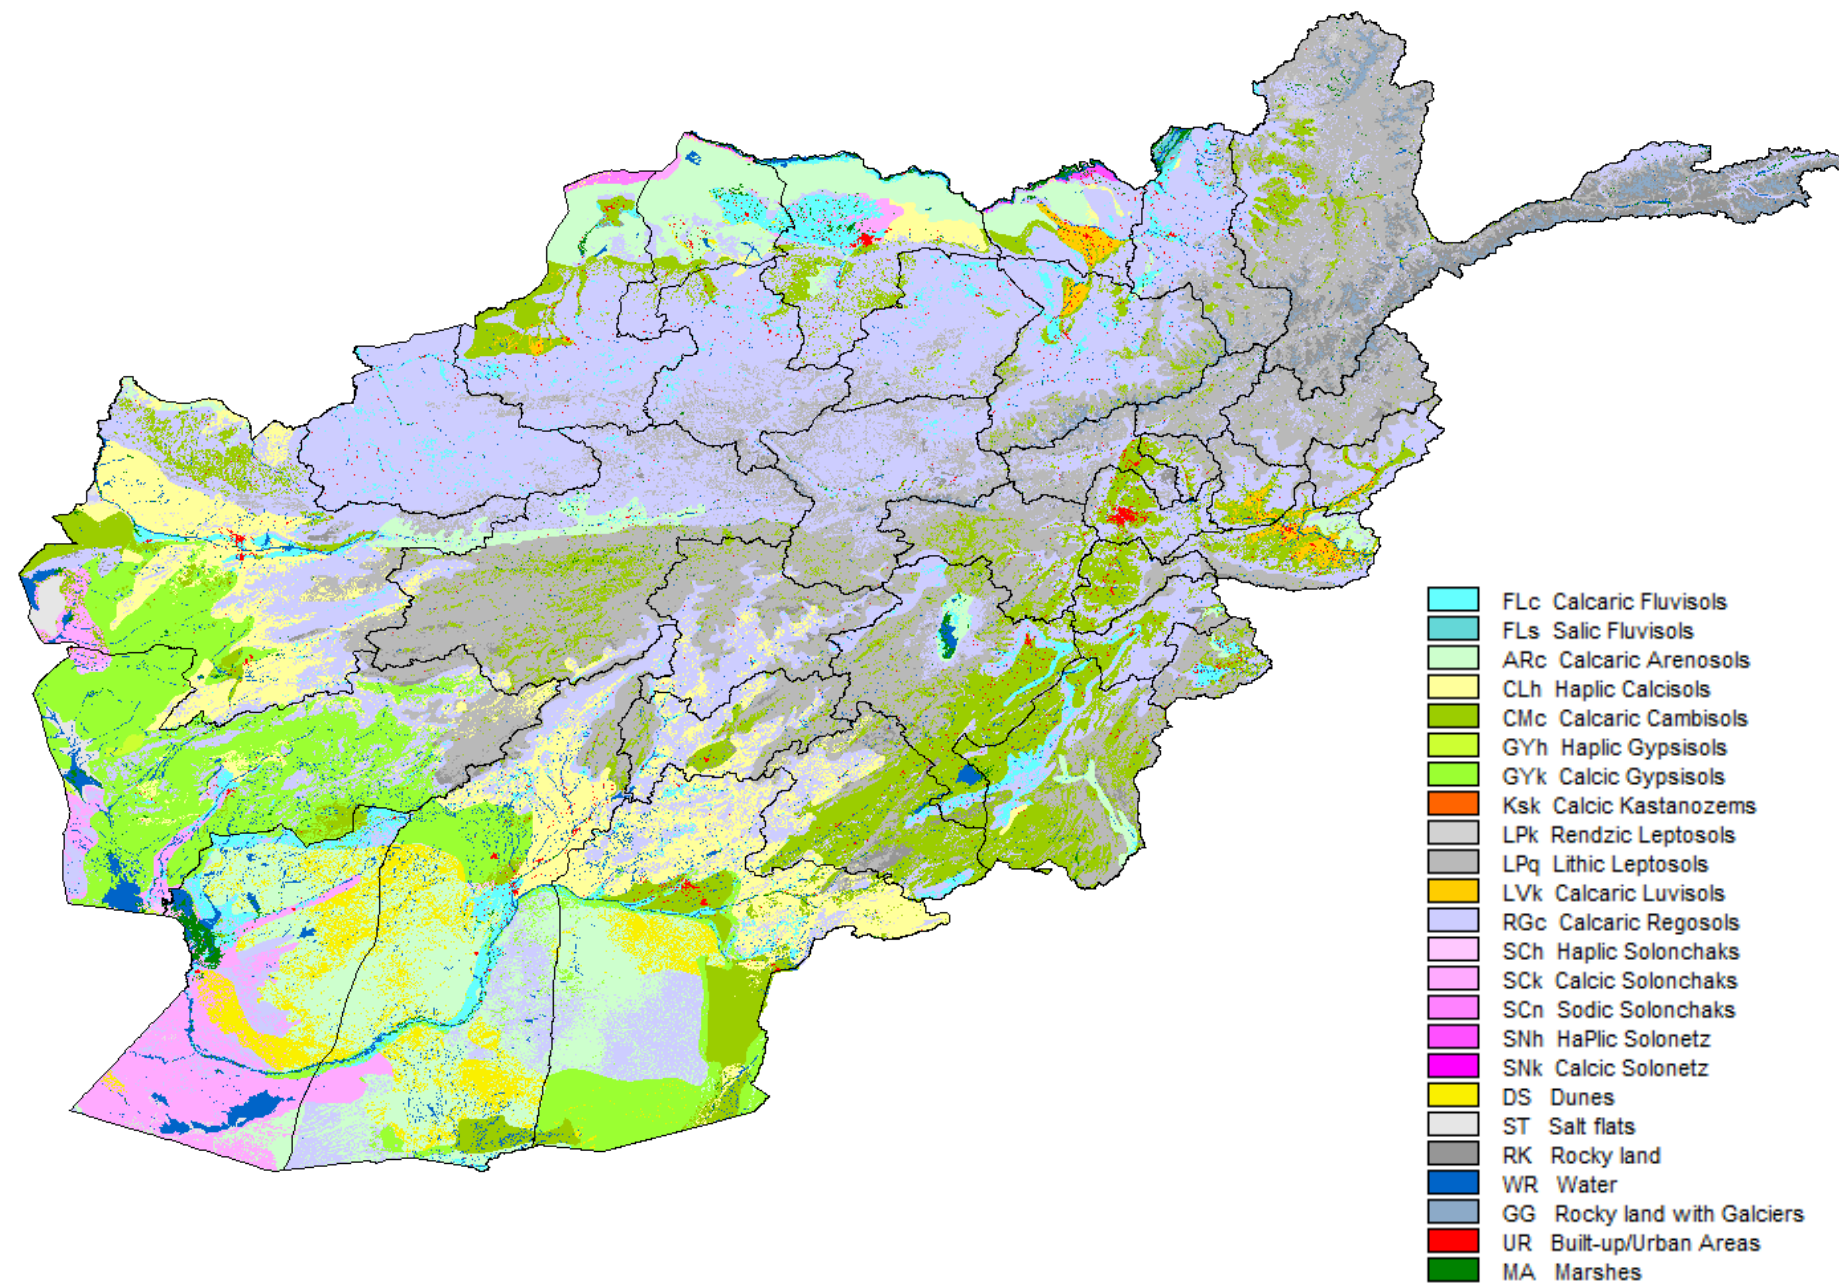 FLc Calcaric Fluvisols
FLs Salic Fluvisols
ARc Calcaric Arenosols
CLh Haplic Calcisols
CMc Calcaric Cambisols
GYh Haplic Gypsisols
GYk Calcic Gypsisols
Ksk Calcic Kastanozems
LPk Rendzic Leptosols
LPq Lithic Leptosols
LVk Calcaric Luvisols
RGc Calcaric Regosols
SCh Haplic Solonchaks
SCk Calcic Solonchaks
SCn Sodic Solonchaks
SNh HaPlic Solonetz
SNk Calcic Solonetz
DS Dunes
ST Salt flats
RK Rocky land
WR Water
GG Rocky land with Galciers
UR Built-up/Urban Areas
MA Marshes